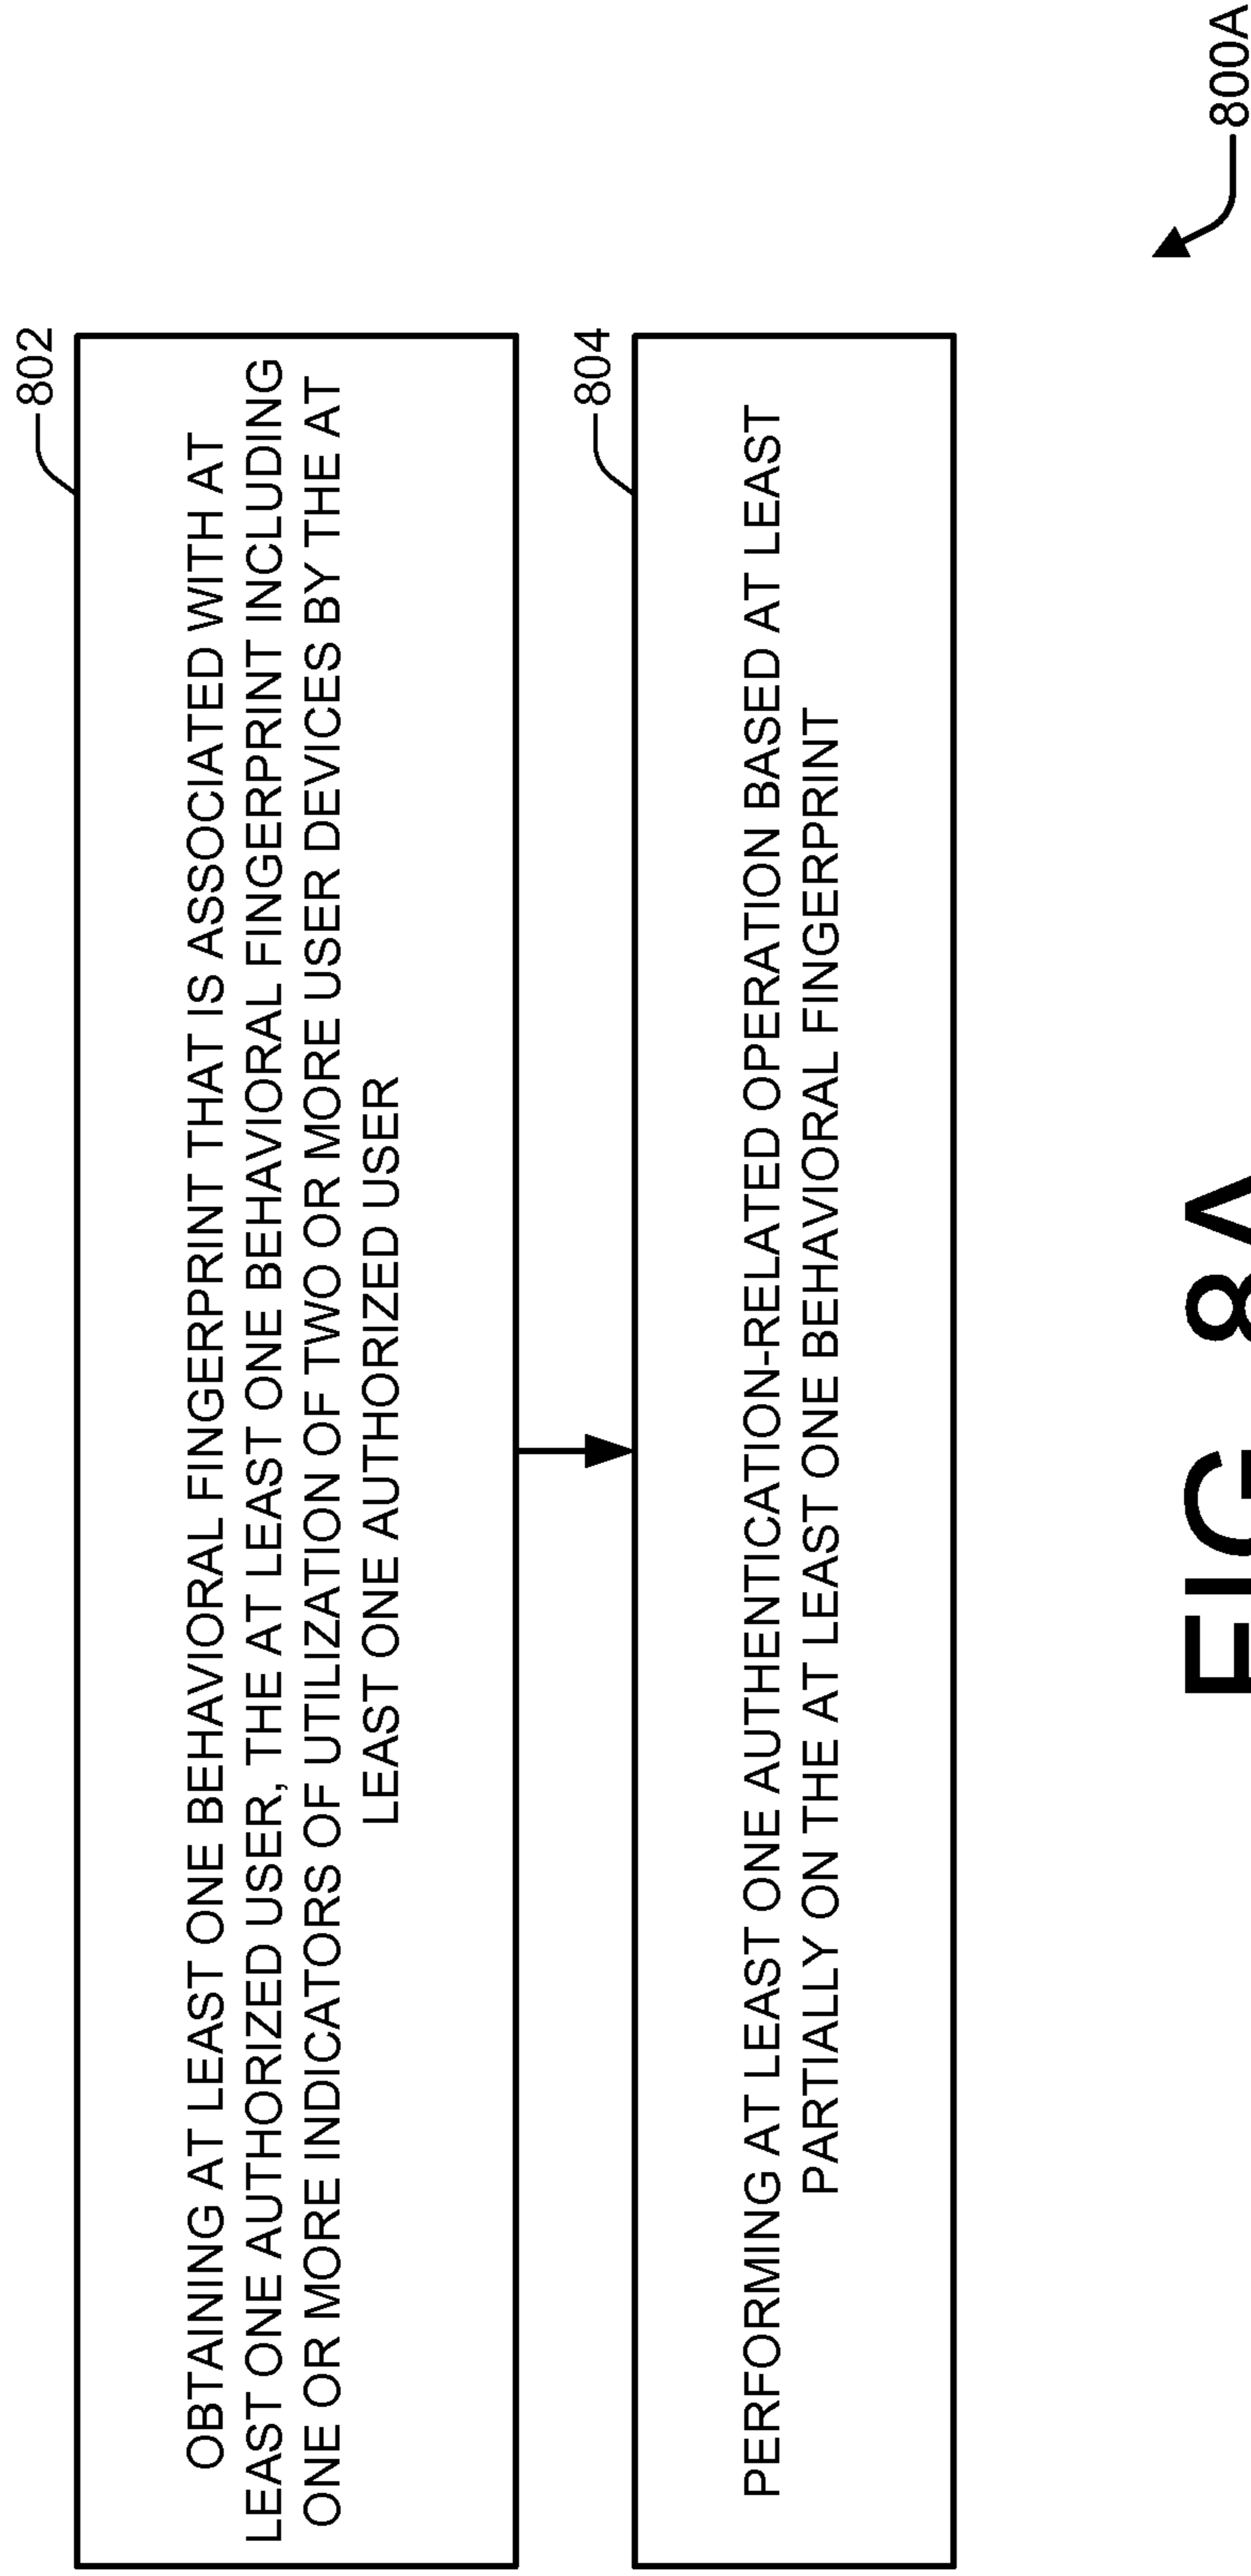 802
OBTAINING AT LEAST ONE BEHAVIORAL FINGERPRINT THAT IS ASSOCIATED WITH AT
LEAST ONE AUTHORIZED USER, THE AT LEAST ONE BEHAVIORAL FINGERPRINT INCLUDING
ONE OR MORE INDICATORS OF UTILIZATION OF TWO OR MORE USER DEVICES BY THE AT
LEAST ONE AUTHORIZED USER
804
PERFORMING AT LEAST ONE AUTHENTICATION-RELATED OPERATION BASED AT LEAST
PARTIALLY ON THE AT LEAST ONE BEHAVIORAL FINGERPRINT
800A
FIG. 8A